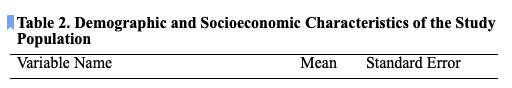 Table 2. Demographic and Socioeconomic Characteristics of the Study
Population
Variable Name Mean Standard Error